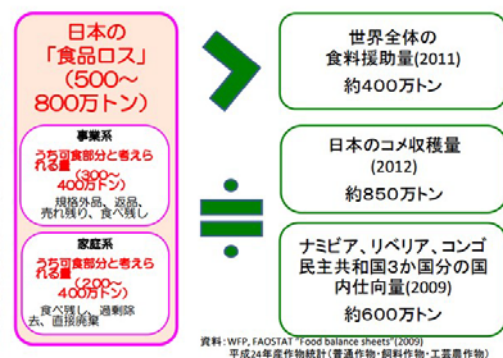 日本の
「食品ロス」
(500～
800万トン)
事業系
うち可食部分と考えら
れる量
(300～
400万トン)
規格外品、返品、
売れ残り、食べ残し
家庭系
うち可食部分と考えら
れる量
(200～
400万トン)
食べ残し、過剰除
去、直接廃棄
世界全体の
食料援助量(2011)
約400万トン
日本のコメ収穫量
(2012)
約850万トン
ナミビア、リベリア、コンゴ
民主共和国3か国分の国
内仕向量(2009)
約600万トン
資料: WFP, FAOSTAT "Food balance sheets"(2009)
平成24年産作物統計(普通作物・飼料作物・工芸農作物)